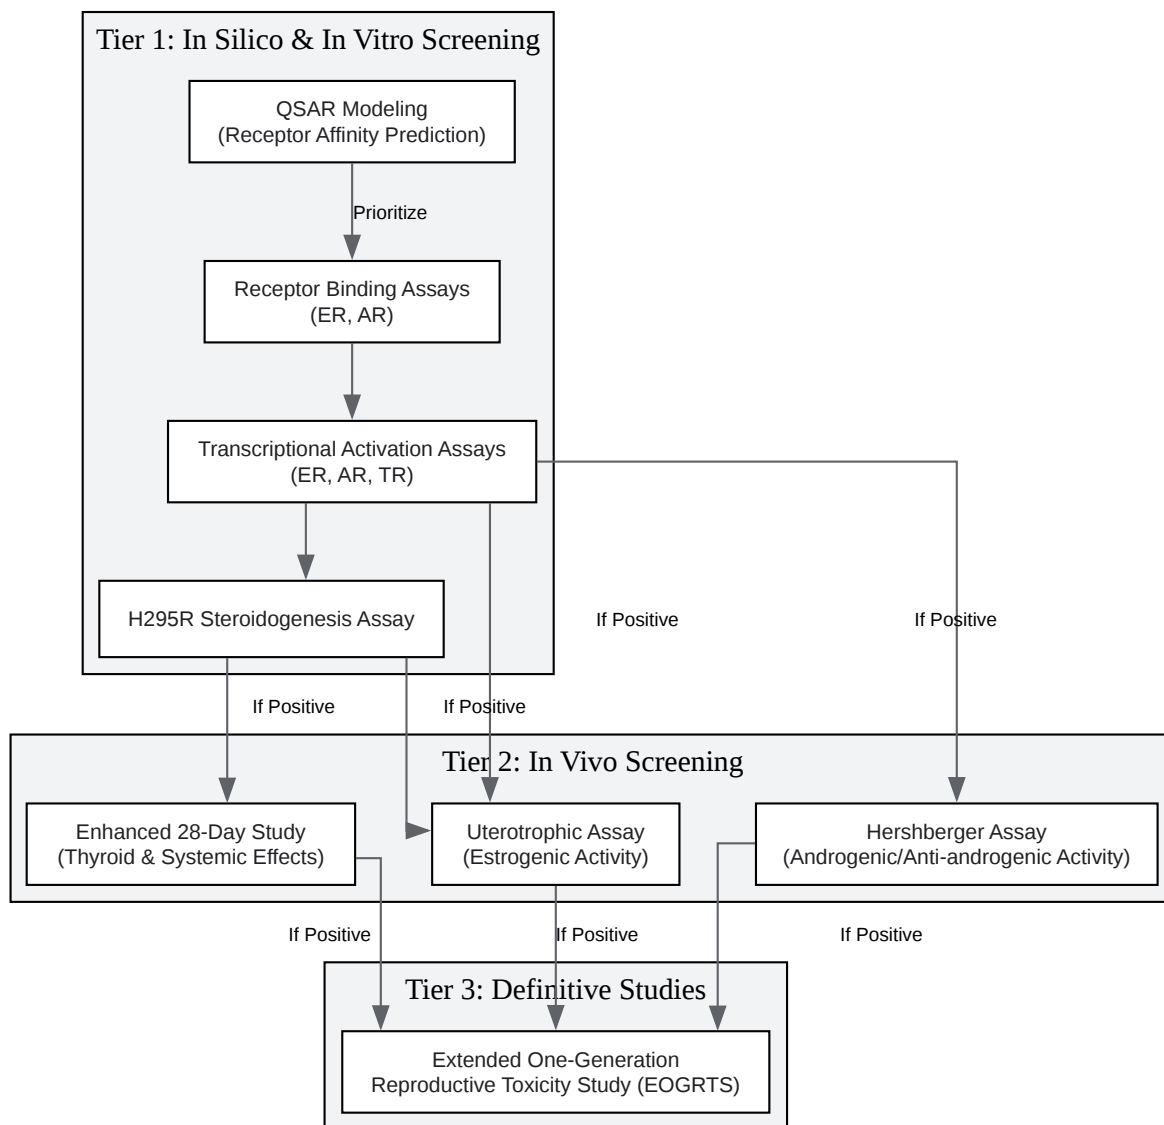 Tier 1: In Silico & In Vitro Screening
QSAR Modeling
(Receptor Affinity Prediction)
Prioritize
Receptor Binding Assays
(ER, AR)
Transcriptional Activation Assays
(ER, AR, TR)
H295R Steroidogenesis Assay
If Positive
If Positive
If Positive
If Positive
Tier 2: In Vivo Screening
Enhanced 28-Day Study
(Thyroid & Systemic Effects)
Uterotrophic Assay
(Estrogenic Activity)
Hershberger Assay
(Androgenic/Anti-androgenic Activity)
If Positive
If Positive
If Positive
Tier 3: Definitive Studies
Extended One-Generation
Reproductive Toxicity Study (EOGRTS)